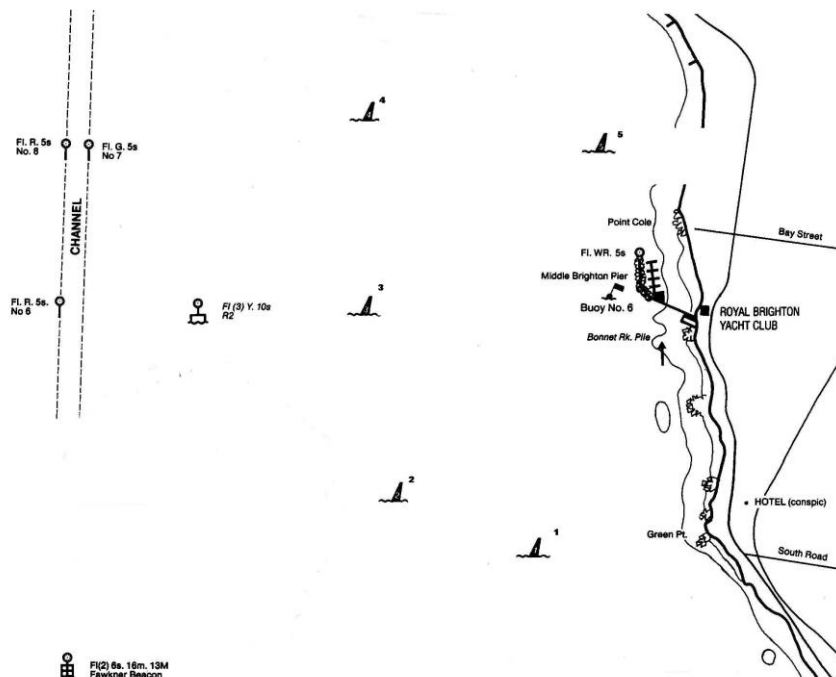 4
5
Fl. R. 5s
No. 8
Fl. G. 5s
No 7
CHANNEL
Point Cole
Bay Street
Fl. WR. 5s
Middle Brighton Pier
Fl. R. 5s.
No 6
Fl (3) Y. 10s
R2
3
Buoy No. 6
ROYAL BRIGHTON
YACHT CLUB
Bonnet Rk. Pile
2
HOTEL (conspic)
1
Green Pt.
South Road
Fl(2) 6s. 16m. 13M
Fawkner Beacon